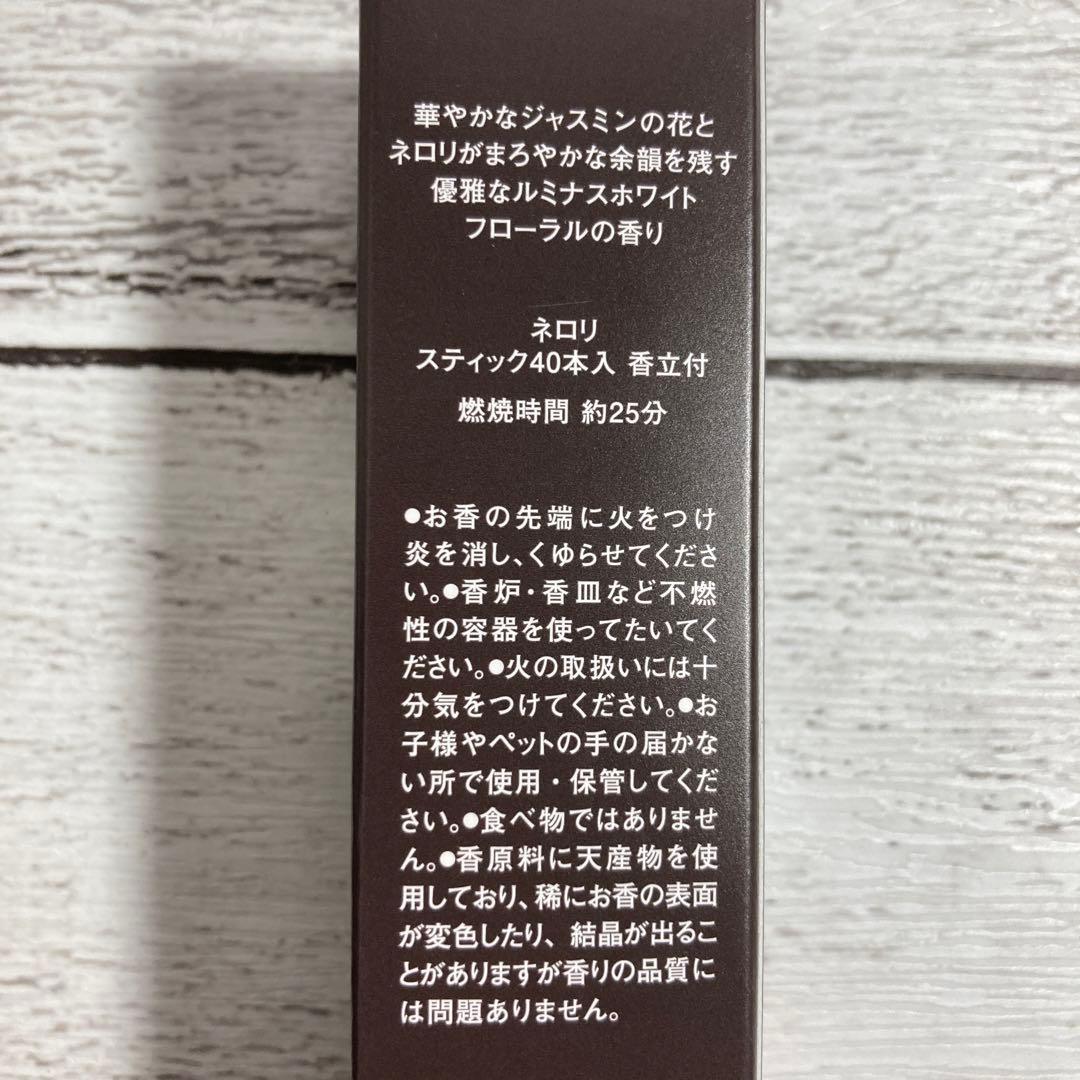 華やかなジャスミンの花と
ネロリがまろやかな余韻を残す
優雅なルミナスホワイト
フローラルの香り
ネロリ
スティック40本入 香立付
燃焼時間 約25分
●お香の先端に火をつけ
炎を消し、くゆらせてくださ
い。●香炉・香皿など不燃
性の容器を使ってたいてく
ださい。●火の取扱いには十
分気をつけてください。●お
子様やペットの手の届かな
い所で使用・保管してくだ
さい。●食べ物ではありませ
ん。●香原料に天産物を使
用しており、稀にお香の表面
が変色したり、結晶が出るこ
とがありますが香りの品質に
は問題ありません。